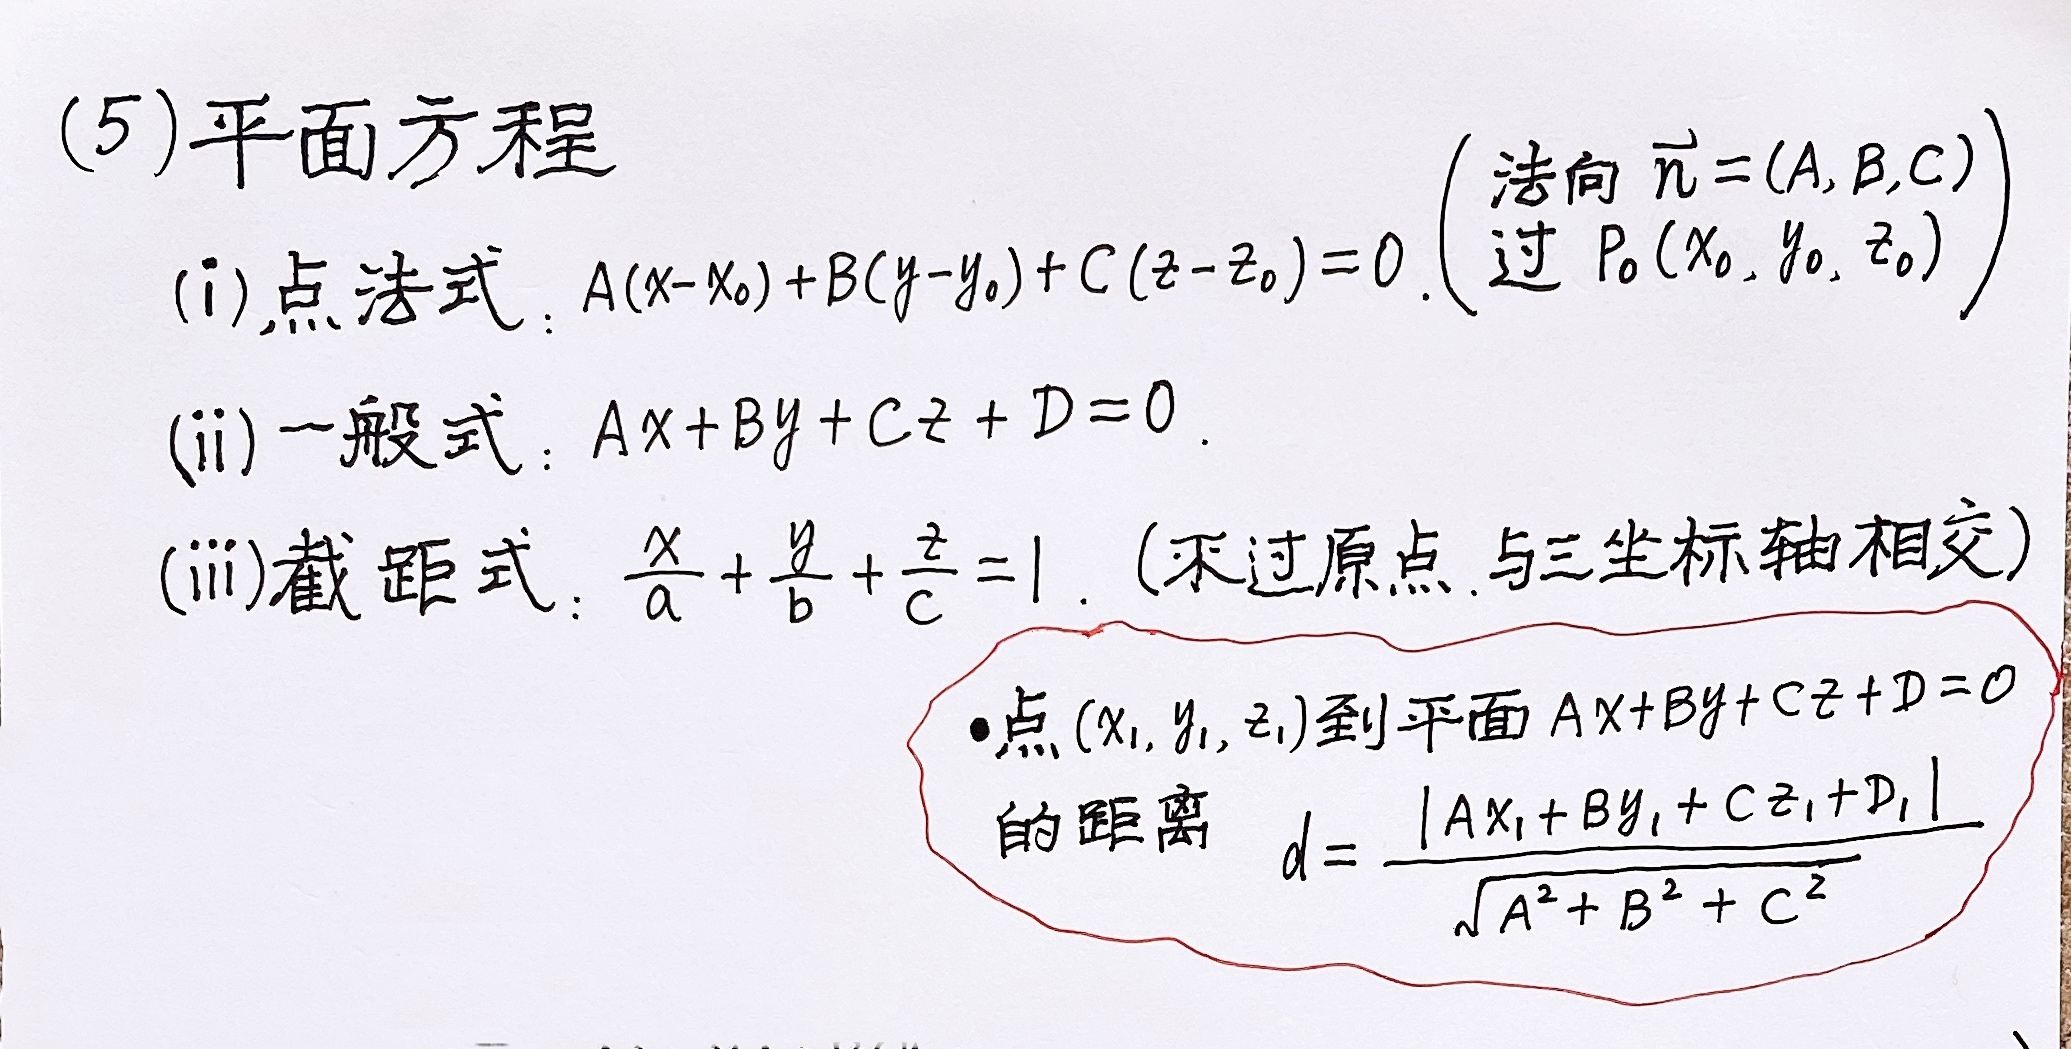 (5) 平面方程
(i) 点法式: A(x-x₀)+B(y-y₀)+C(z-z₀)=0. (法向 n⃗=(A,B,C)
过 P₀(x₀, y₀, z₀))
(ii) 一般式: Ax+By+Cz+D=0.
(iii) 截距式: x/a + y/b + z/c = 1. (不过原点.与三坐标轴相交)
•点(x₁, y₁, z₁)到平面 Ax+By+Cz+D=0
的距离 d = |Ax₁+By₁+Cz₁+D₁| / √(A²+B²+C²)